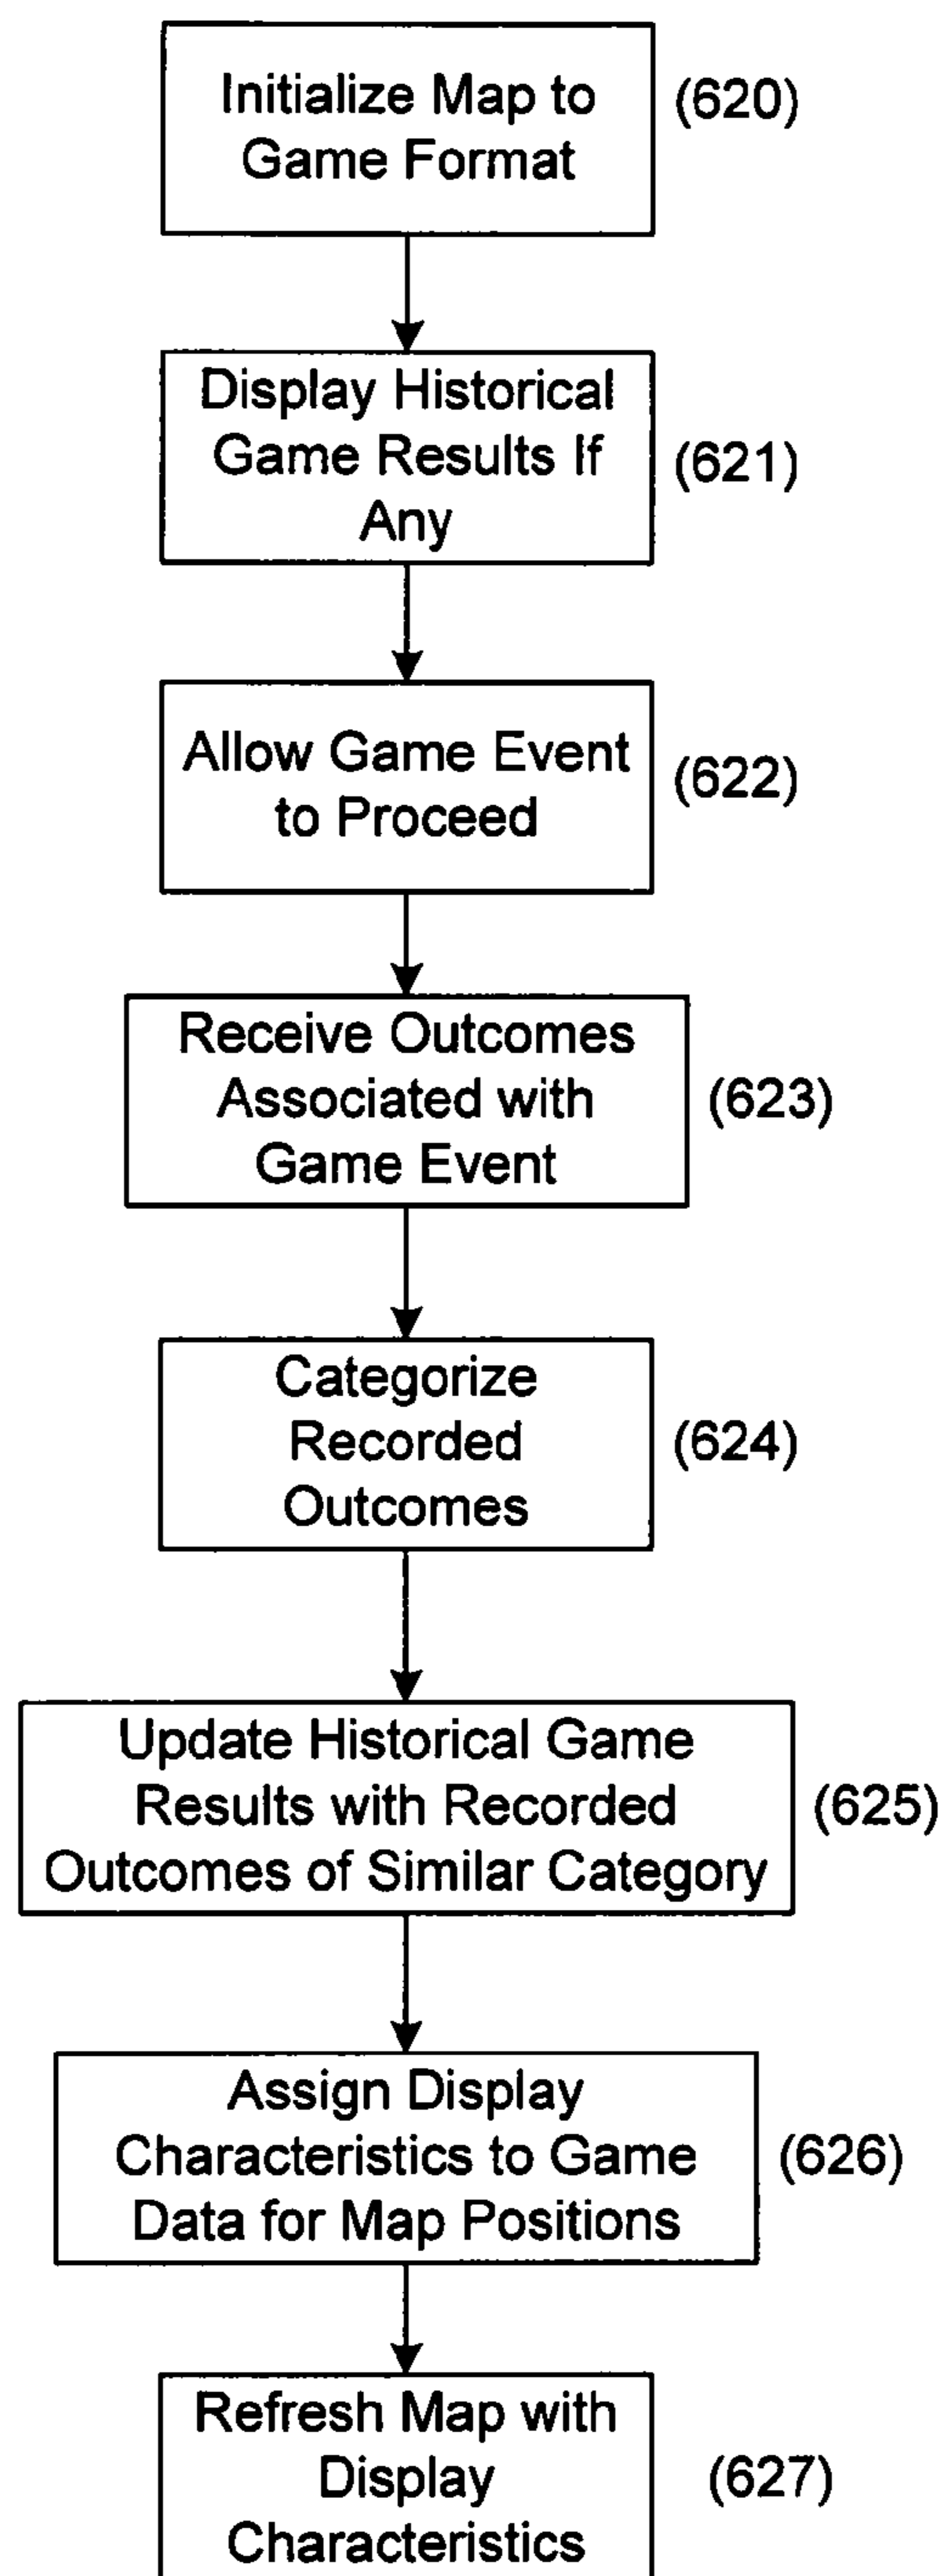 Initialize Map to
Game Format
(620)
Display Historical
Game Results If
Any
(621)
Allow Game Event
to Proceed
(622)
Receive Outcomes
Associated with
Game Event
(623)
Categorize
Recorded
Outcomes
(624)
Update Historical Game
Results with Recorded
Outcomes of Similar Category
(625)
Assign Display
Characteristics to Game
Data for Map Positions
(626)
Refresh Map with
Display
Characteristics
(627)